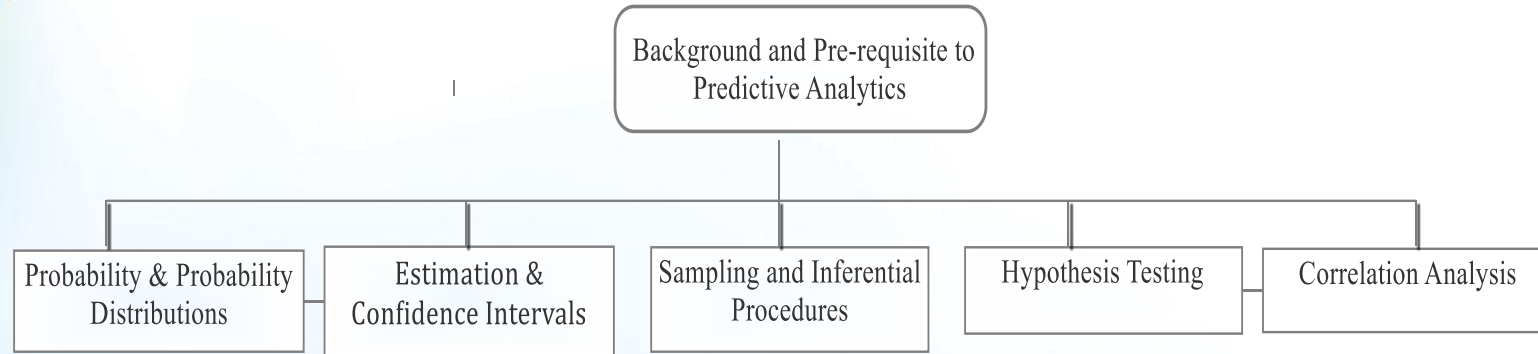 Background and Pre-requisite to
Predictive Analytics
Probability & Probability
Distributions
Estimation &
Confidence Intervals
Sampling and Inferential
Procedures
Hypothesis Testing
Correlation Analysis